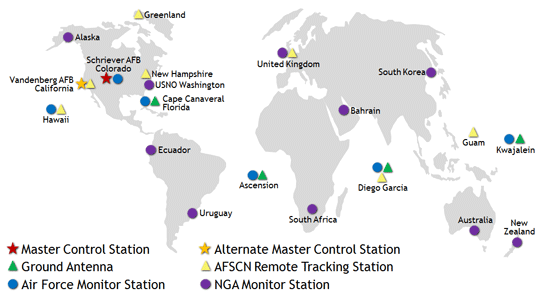 Greenland
Alaska
Schriever AFB
Colorado
United Kingdom
South Korea
Vandenberg AFB
California
New Hampshire
USNO Washington
Cape Canaveral
Florida
Hawaii
Bahrain
Guam
Kwajalein
Ecuador
Ascension
Diego Garcia
Uruguay
South Africa
Australia
New
Zealand
Master Control Station
Alternate Master Control Station
Ground Antenna
AFSCN Remote Tracking Station
Air Force Monitor Station
NGA Monitor Station